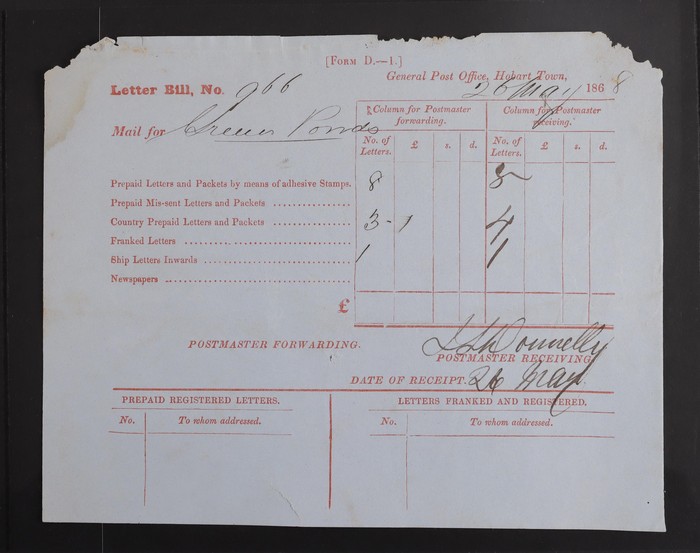 [FORM D.—1.]
General Post Office, Hobart Town,
Letter Bill, No. 966
26 May 1868
Mail for Green Ponds
Column for Postmaster forwarding.
Column for Postmaster receiving.
No. of Letters. £ s. d. No. of Letters. £ s. d.
Prepaid Letters and Packets by means of adhesive Stamps. 8
Prepaid Mis-sent Letters and Packets ...............
Country Prepaid Letters and Packets ............... 3 - 1 4
Franked Letters ...............
Ship Letters Inwards ............... 1 1
Newspapers ...............
£
POSTMASTER FORWARDING.
Donnelly
POSTMASTER RECEIVING
DATE OF RECEIPT. 26 May.
PREPAID REGISTERED LETTERS. LETTERS FRANKED AND REGISTERED.
No. To whom addressed. No. To whom addressed.